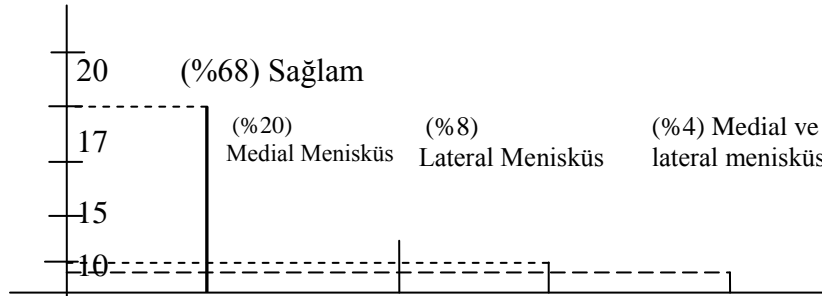 20
(%68) Sağlam
(%20)
Medial Menisküs
(%8)
Lateral Menisküs
(%4) Medial ve
lateral menisküs
17
15
10